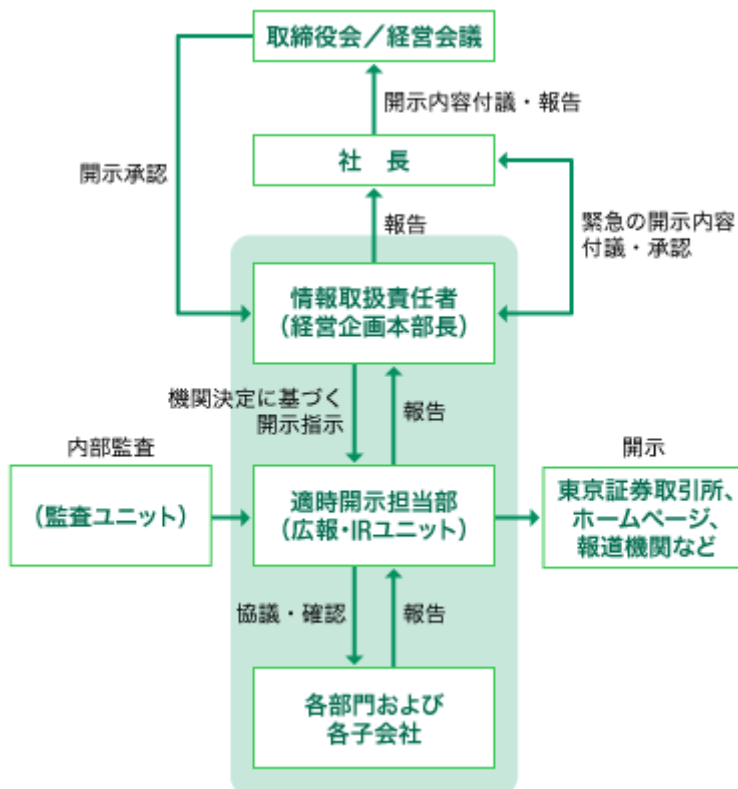 取締役会／経営会議
開示内容付議・報告
社　長
開示承認
報告
緊急の開示内容
付議・承認
情報取扱責任者
（経営企画本部長）
機関決定に基づく
開示指示
報告
内部監査
（監査ユニット）
適時開示担当部
（広報・IRユニット）
開示
東京証券取引所、
ホームページ、
報道機関など
協議・確認
報告
各部門および
各子会社